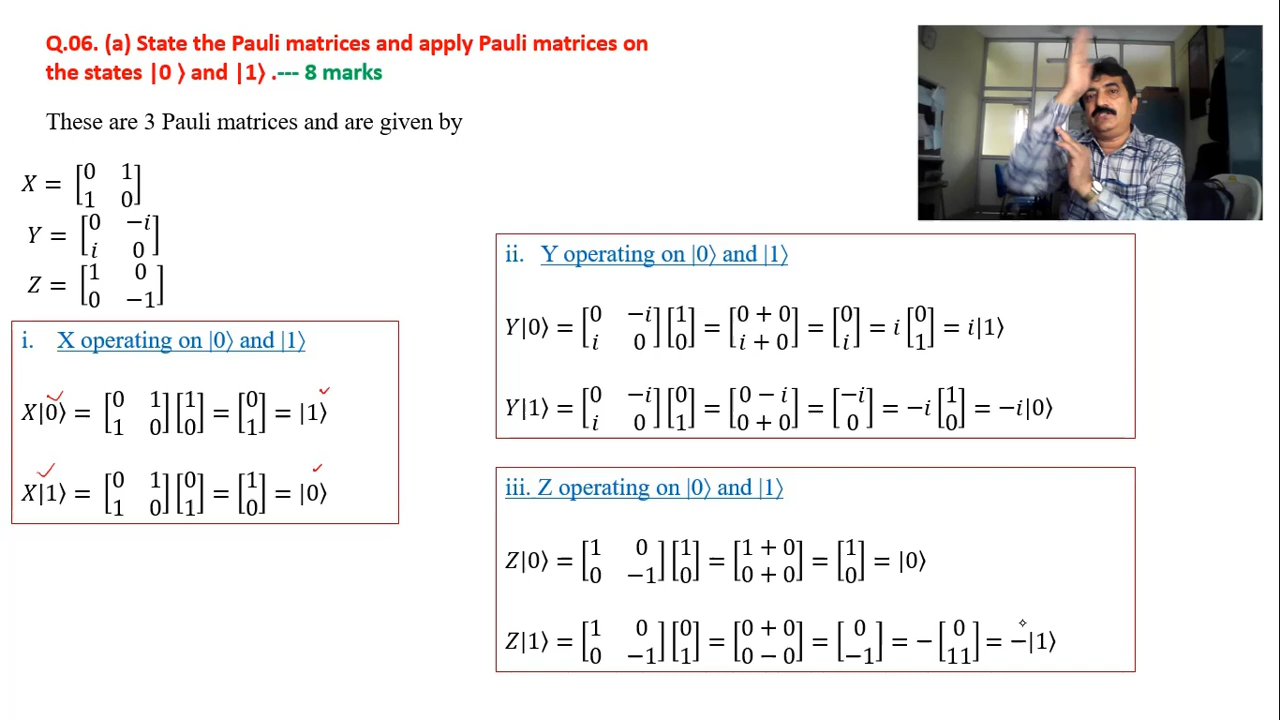 Q.06. (a) State the Pauli matrices and apply Pauli matrices on
the states |0 ⟩ and |1⟩ .--- 8 marks
These are 3 Pauli matrices and are given by
X = [0 1
1 0]
Y = [0 −i
i 0]
Z = [1 0
0 −1]
i. X operating on |0⟩ and |1⟩
X|0⟩ = [0 1; 1 0][1; 0] = [0; 1] = |1⟩
X|1⟩ = [0 1; 1 0][0; 1] = [1; 0] = |0⟩
ii. Y operating on |0⟩ and |1⟩
Y|0⟩ = [0 −i; i 0][1; 0] = [0 + 0; i + 0] = [0; i] = i [0; 1] = i|1⟩
Y|1⟩ = [0 −i; i 0][0; 1] = [0 − i; 0 + 0] = [−i; 0] = −i [1; 0] = −i|0⟩
iii. Z operating on |0⟩ and |1⟩
Z|0⟩ = [1 0; 0 −1][1; 0] = [1 + 0; 0 + 0] = [1; 0] = |0⟩
Z|1⟩ = [1 0; 0 −1][0; 1] = [0 + 0; 0 − 0] = [0; −1] = − [0; 11] = −|1⟩